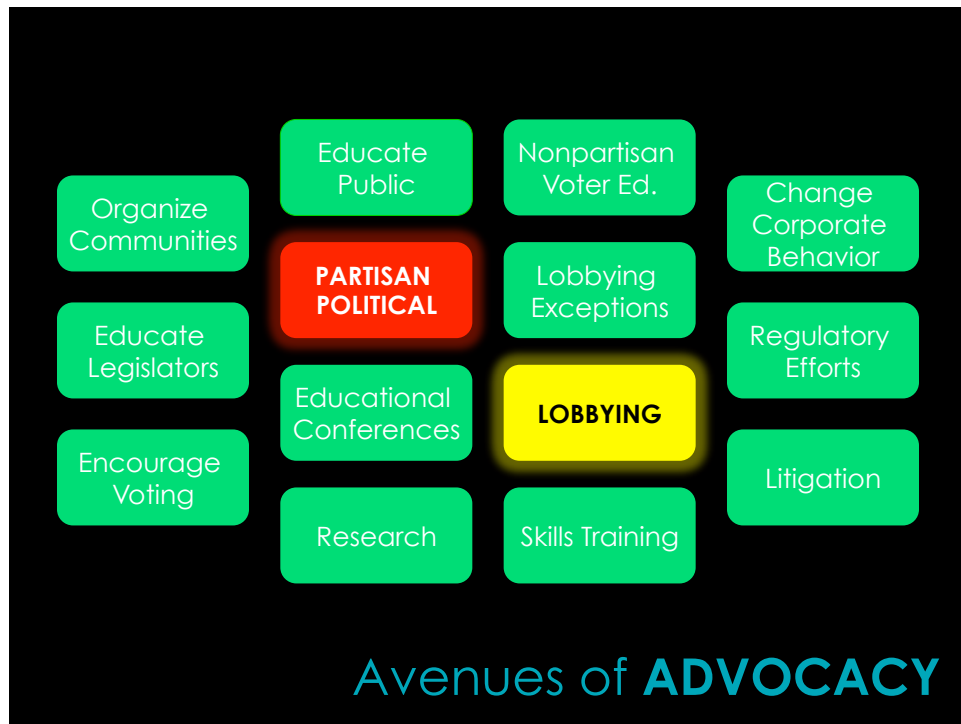 Organize
Communities
Educate
Legislators
Encourage
Voting
Educate
Public
PARTISAN
POLITICAL
Educational
Conferences
Research
Nonpartisan
Voter Ed.
Lobbying
Exceptions
LOBBYING
Skills Training
Change
Corporate
Behavior
Regulatory
Efforts
Litigation
Avenues of ADVOCACY